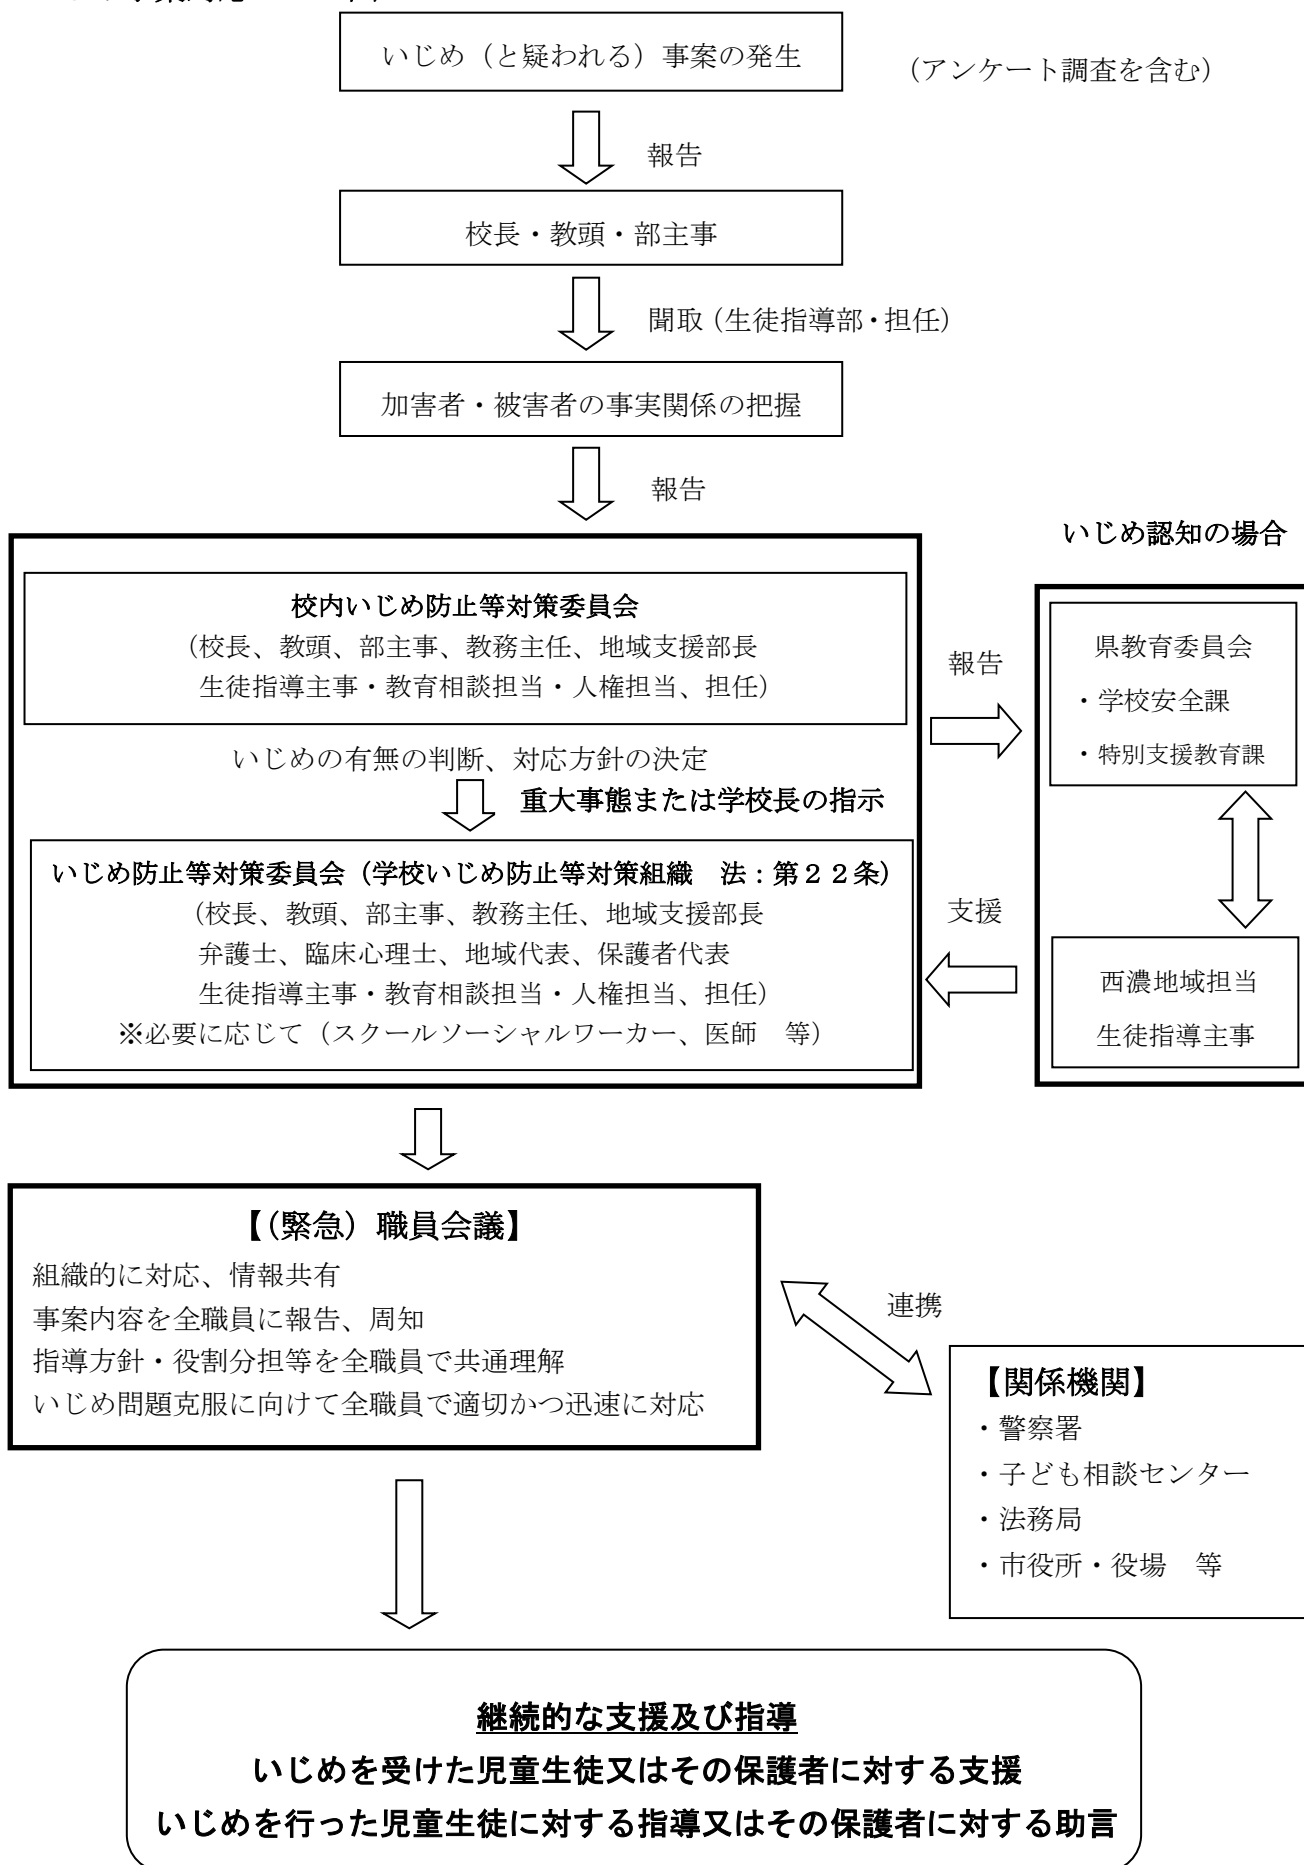 いじめ（と疑われる）事案の発生
（アンケート調査を含む）
報告
校長・教頭・部主事
聞取（生徒指導部・担任）
加害者・被害者の事実関係の把握
報告
いじめ認知の場合
校内いじめ防止等対策委員会
（校長、教頭、部主事、教務主任、地域支援部長
生徒指導主事・教育相談担当・人権担当、担任）
いじめの有無の判断、対応方針の決定
重大事態または学校長の指示
いじめ防止等対策委員会（学校いじめ防止等対策組織　法：第２２条）
（校長、教頭、部主事、教務主任、地域支援部長
弁護士、臨床心理士、地域代表、保護者代表
生徒指導主事・教育相談担当・人権担当、担任）
※必要に応じて（スクールソーシャルワーカー、医師　等）
報告
県教育委員会
・学校安全課
・特別支援教育課
支援
西濃地域担当
生徒指導主事
【（緊急）職員会議】
組織的に対応、情報共有
事案内容を全職員に報告、周知
指導方針・役割分担等を全職員で共通理解
いじめ問題克服に向けて全職員で適切かつ迅速に対応
連携
【関係機関】
・警察署
・子ども相談センター
・法務局
・市役所・役場　等
継続的な支援及び指導
いじめを受けた児童生徒又はその保護者に対する支援
いじめを行った児童生徒に対する指導又はその保護者に対する助言